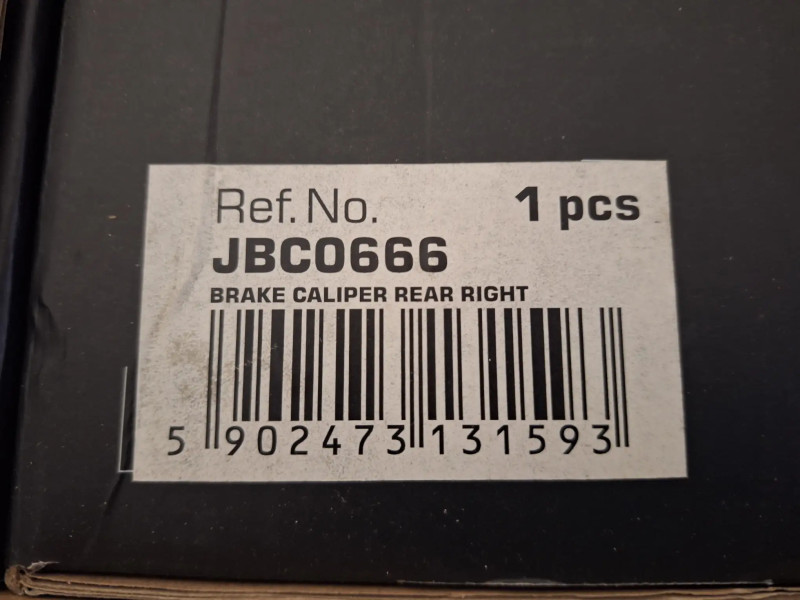 Ref. No. 1 pcs
JBC0666
BRAKE CALIPER REAR RIGHT
5 902473 131593